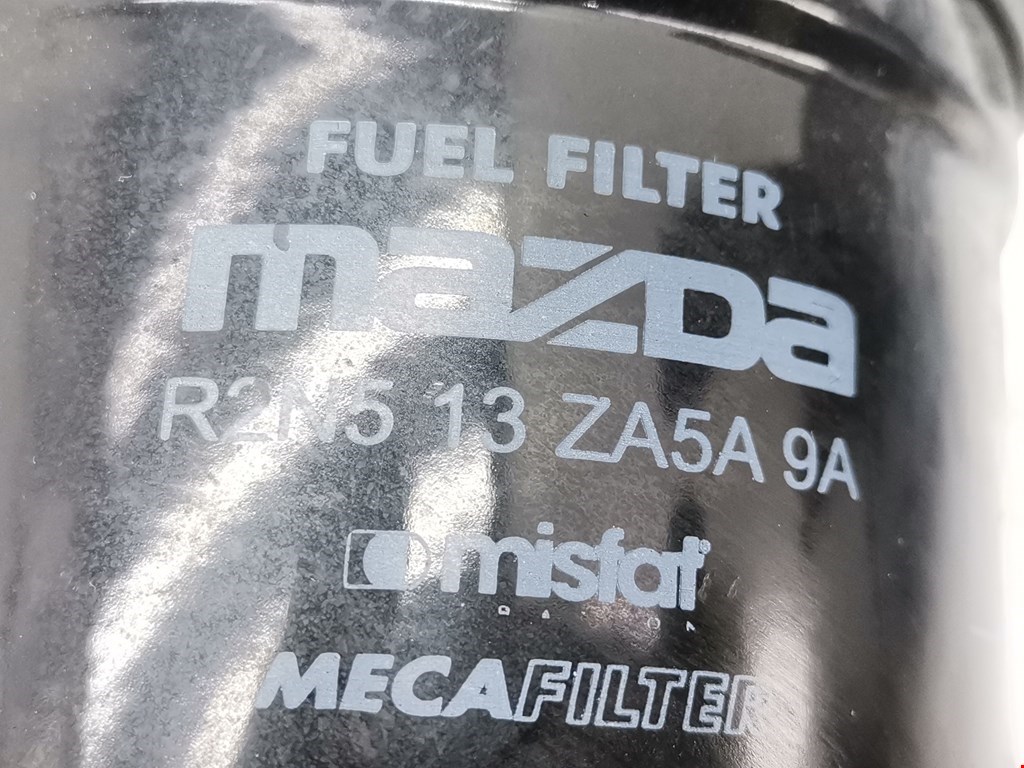 FUEL FILTER
mazda
R2N5 13 ZA5A 9A
misfat
MECAFILTER